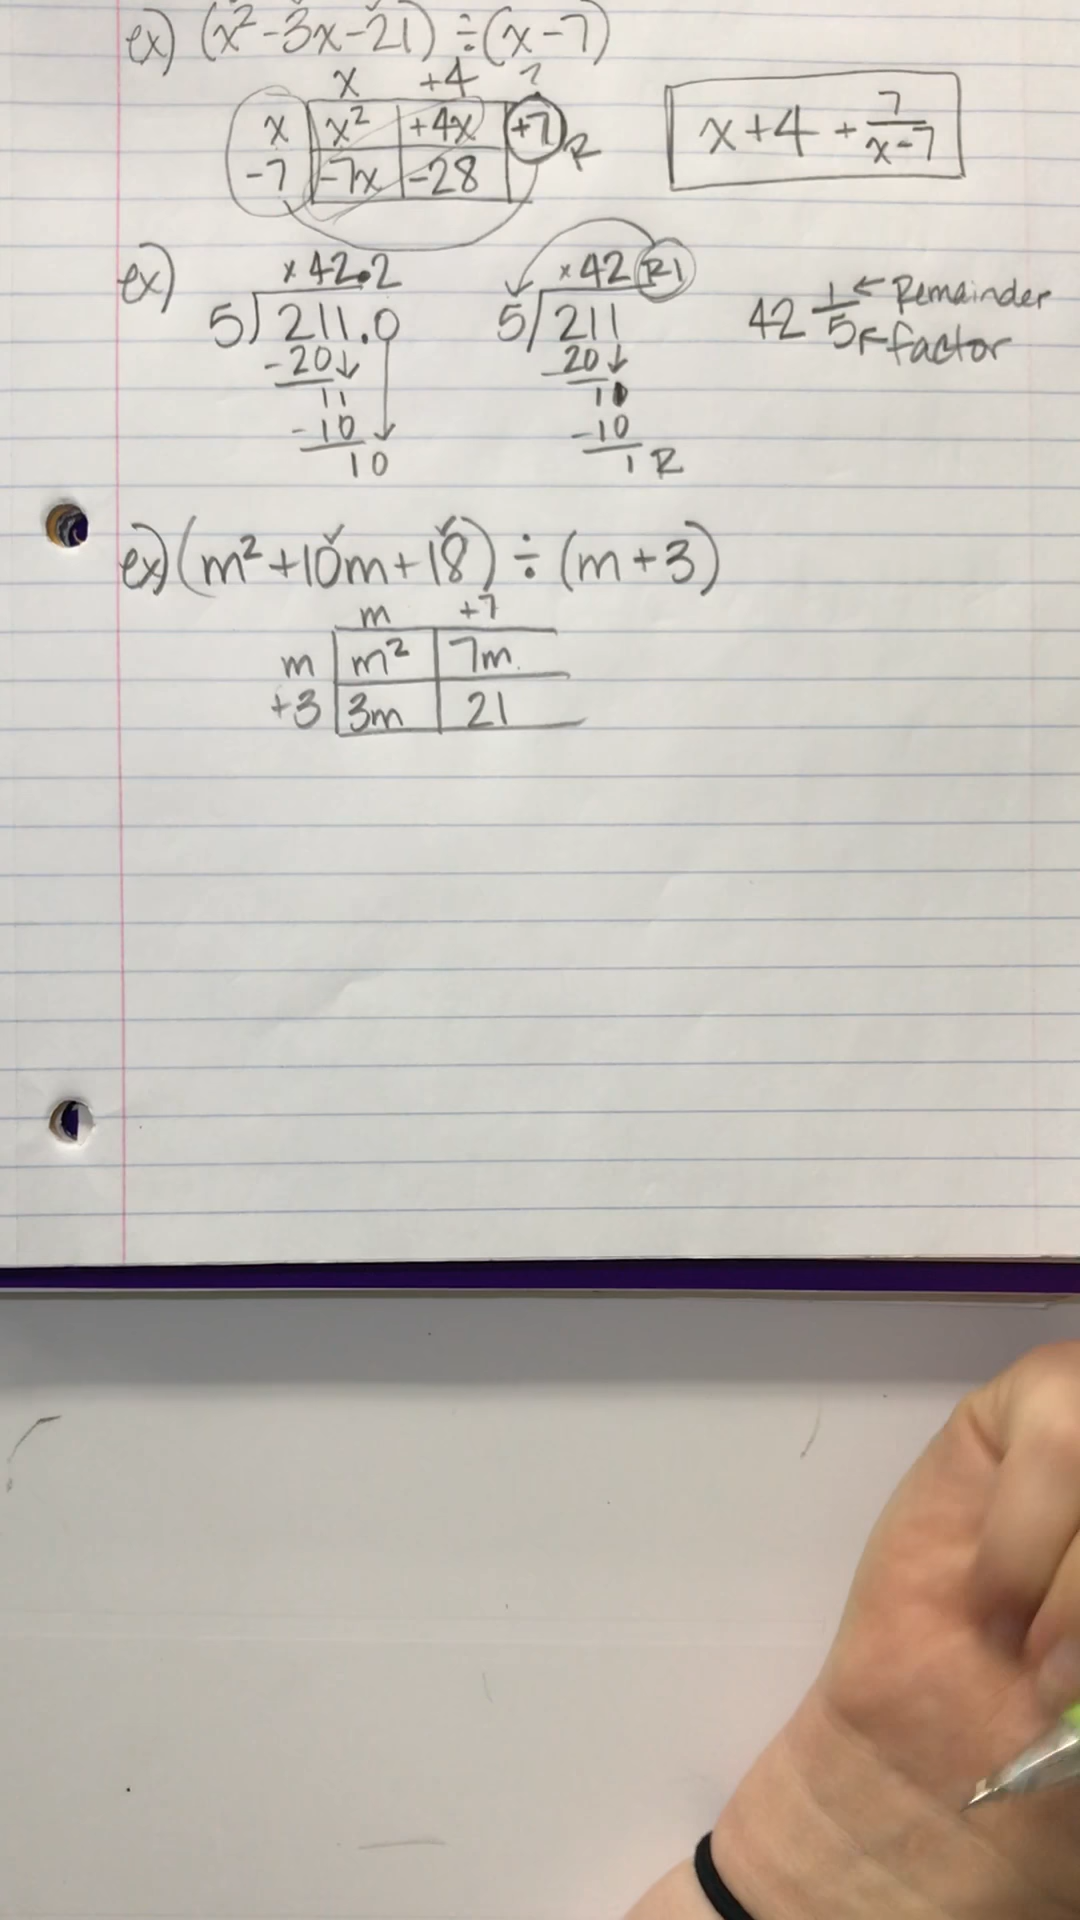 ex) (x²-3x-21) ÷ (x-7)
x +4 ?
x x² +4x +7 R
-7 -7x -28
x+4 + 7/(x-7)
ex) x 42.2
5)211.0
-20↓
11
-10↓
10
x 42 R1
5)211
20↓
11
-10
1 R
42 1/5
← Remainder
← factor
ex) (m²+10m+18) ÷ (m+3)
m +7
m m² 7m
+3 3m 21